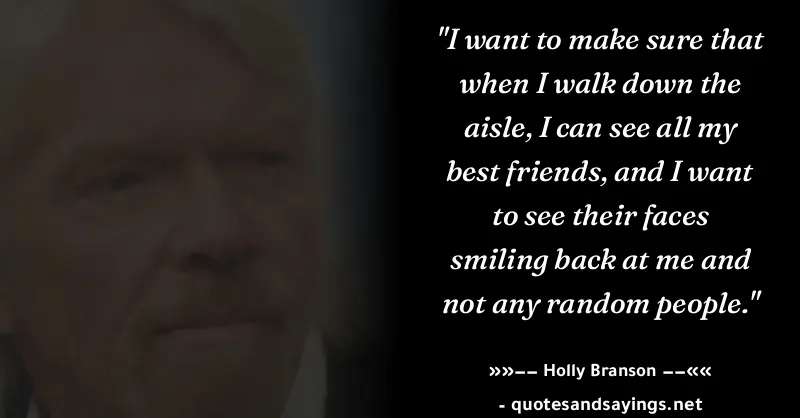 "I want to make sure that
when I walk down the
aisle, I can see all my
best friends, and I want
to see their faces
smiling back at me and
not any random people."
»»−− Holly Branson −−««
- quotesandsayings.net